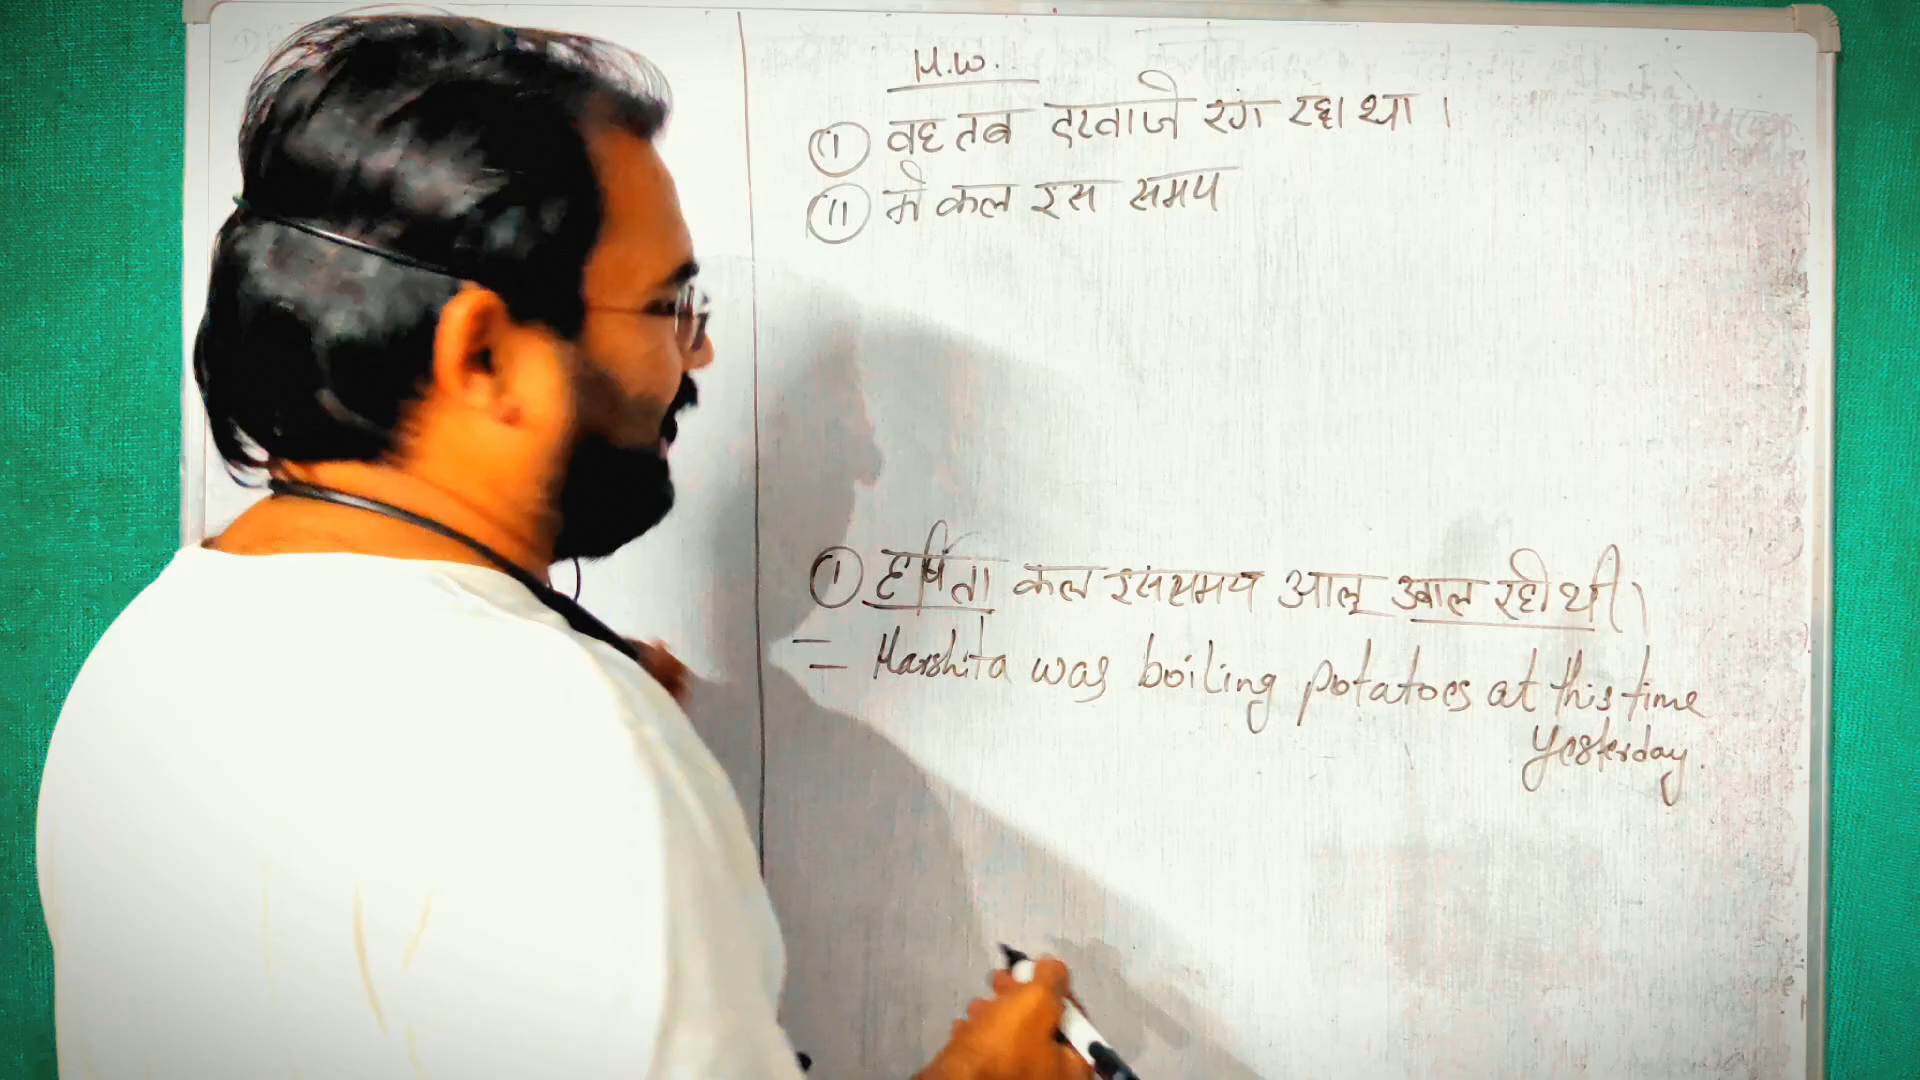 H.W.
(I) वह तब दरवाजे रंग रहा था।
(II) मैं कल इस समय
(I) हर्षिता कल इस समय आलू उबाल रही थी।
= Harshita was boiling potatoes at this time
yesterday.